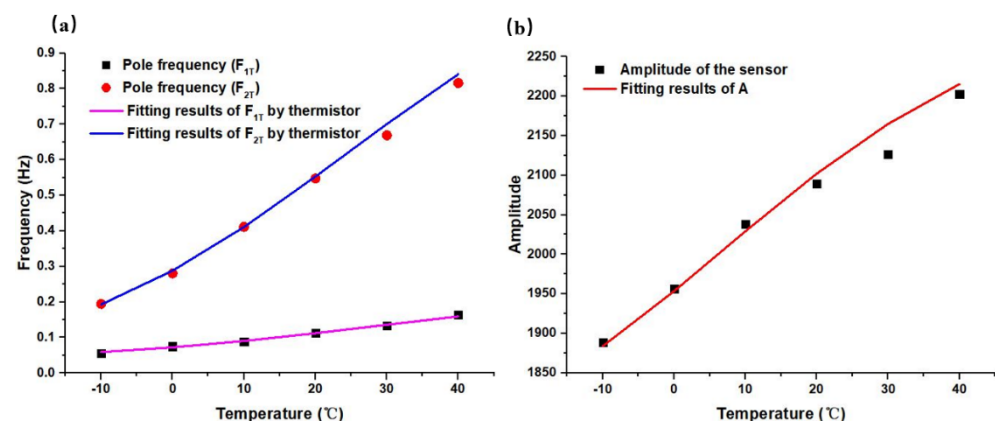 (a)
Pole frequency (F1T)
Pole frequency (F2T)
Fitting results of F1T by thermistor
Fitting results of F2T by thermistor
0.9
0.8
0.7
0.6
0.5
0.4
0.3
0.2
0.1
0.0
Frequency (Hz)
-10 0 10 20 30 40
Temperature (℃)
(b)
Amplitude of the sensor
Fitting results of A
2250
2200
2150
2100
2050
2000
1950
1900
1850
Amplitude
-10 0 10 20 30 40
Temperature (℃)